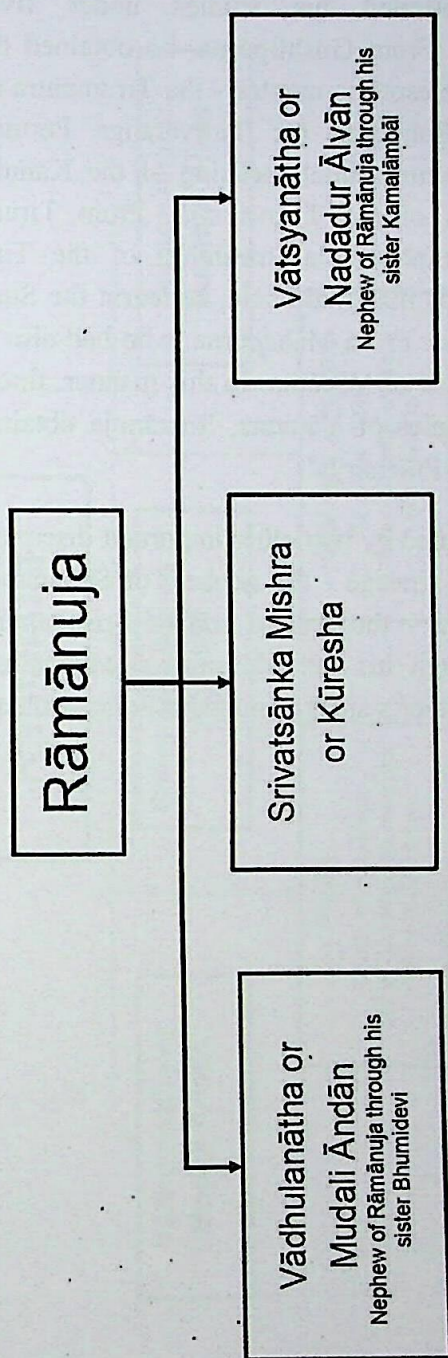 Rāmānuja
Vādhulanātha or
Mudali Āndān
Nephew of Rāmānuja through his
sister Bhumidevi
Srivatsānka Mishra
or Kūresha
Vātsyanātha or
Nadādur Ālvān
Nephew of Rāmānuja through his
sister Kamalāmbāl